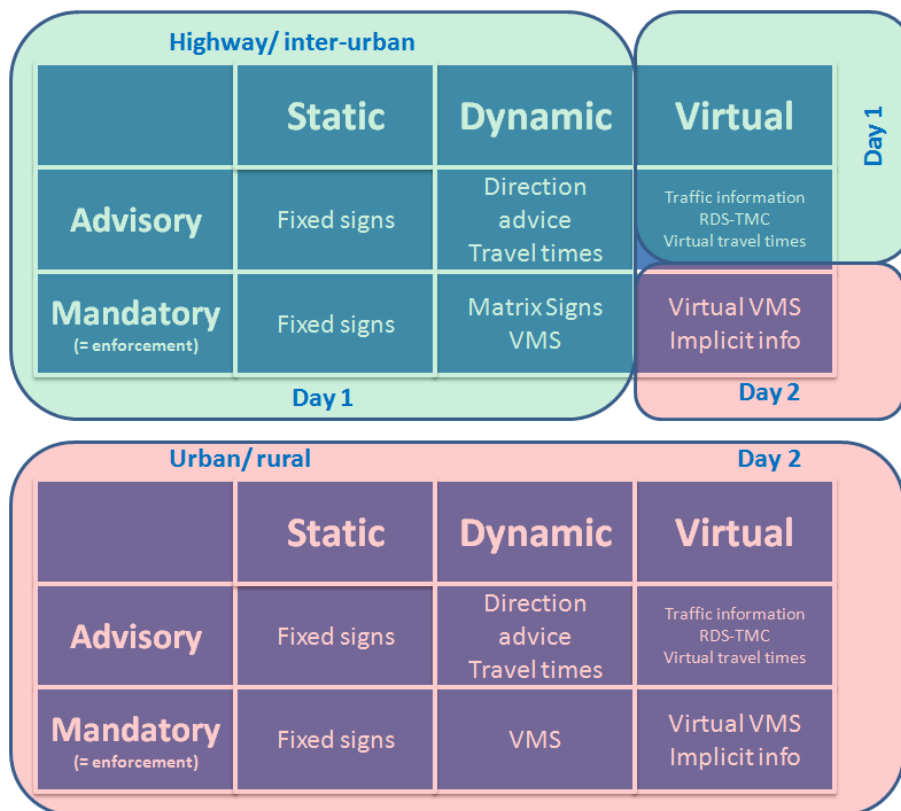 Highway/ inter-urban
Static
Dynamic
Virtual
Day 1
Advisory
Fixed signs
Direction
advice
Travel times
Traffic information
RDS-TMC
Virtual travel times
Mandatory
(= enforcement)
Fixed signs
Matrix Signs
VMS
Virtual VMS
Implicit info
Day 1
Day 2
Urban/ rural
Day 2
Static
Dynamic
Virtual
Advisory
Fixed signs
Direction
advice
Travel times
Traffic information
RDS-TMC
Virtual travel times
Mandatory
(= enforcement)
Fixed signs
VMS
Virtual VMS
Implicit info